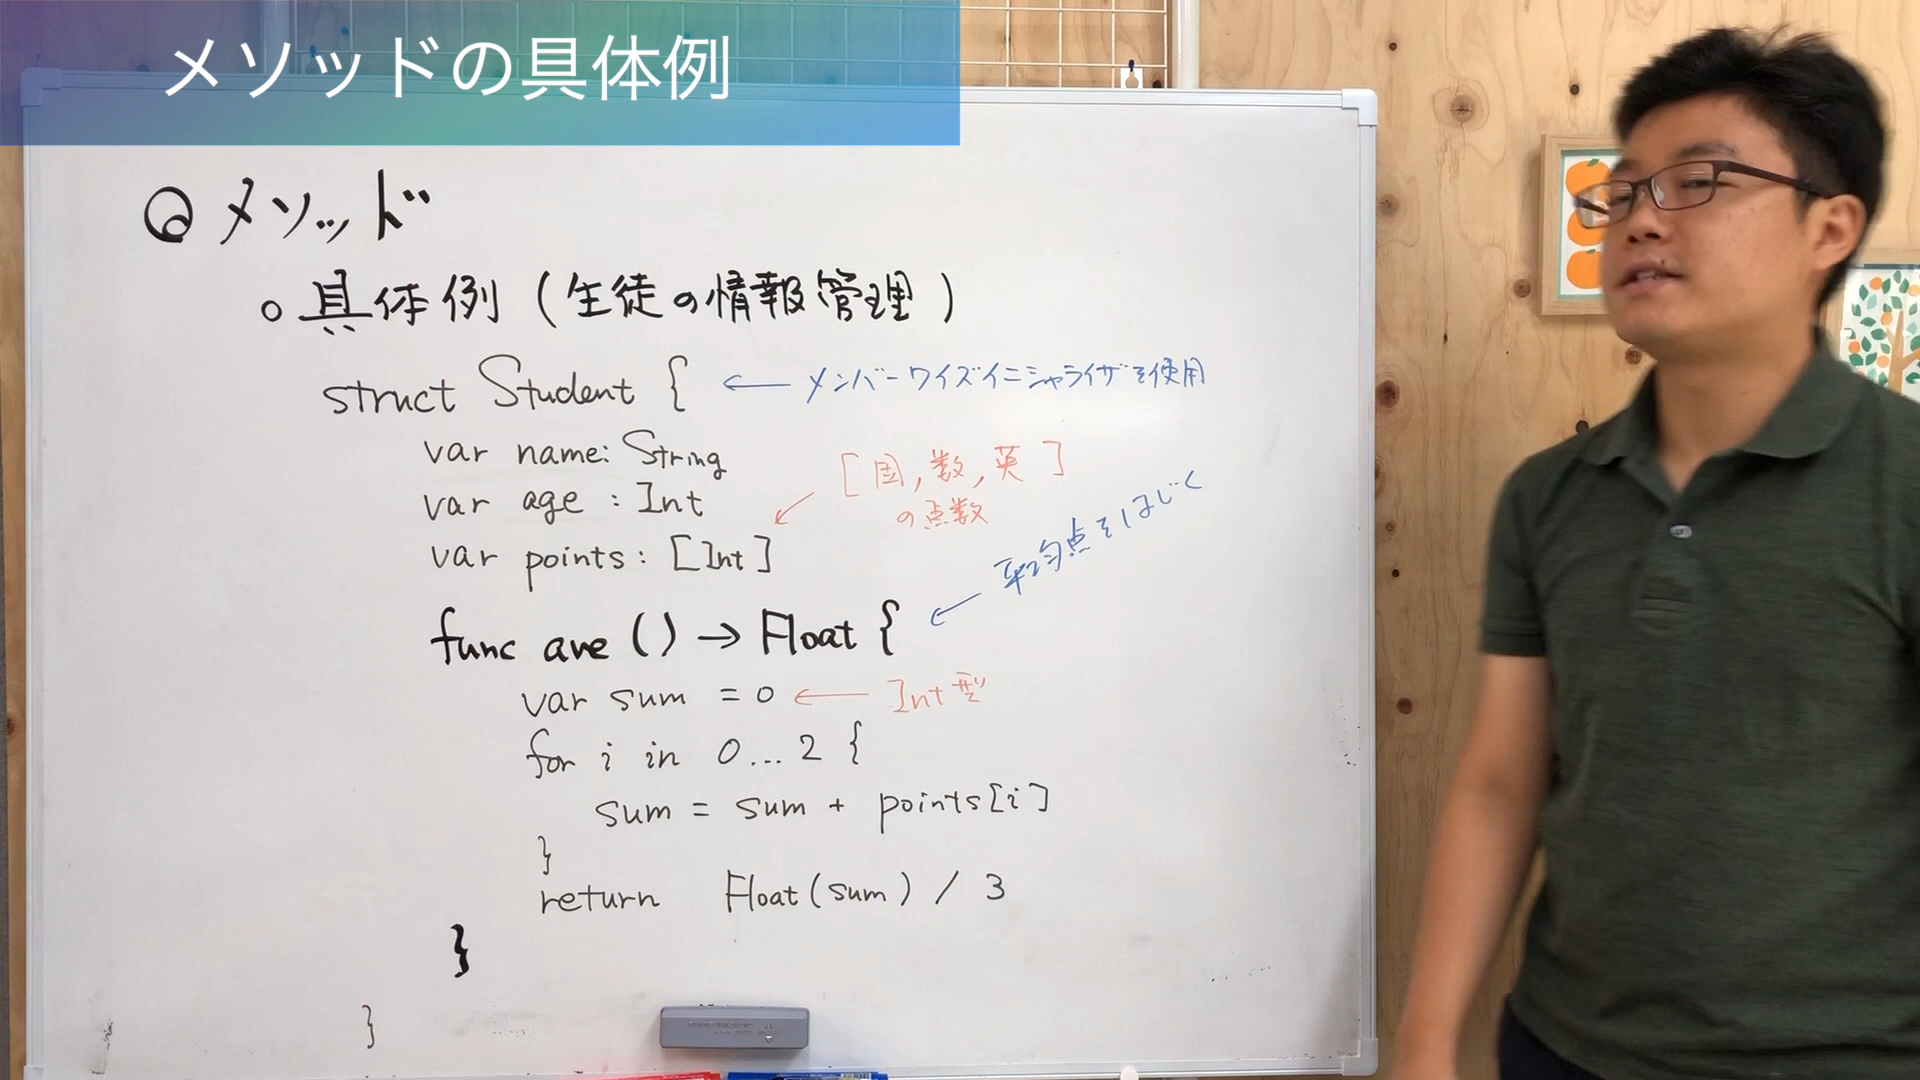 メソッドの具体例
メソッド
○具体例(生徒の情報管理)
struct Student { ← メンバーワイズイニシャライザを使用
var name: String
[国,数,英]
の点数
var age : Int
var points: [Int]
平均点をはじく
func ave () → Float {
var sum = 0 ← Int型
for i in 0...2 {
sum = sum + points[i]
}
return Float(sum) / 3
}
}